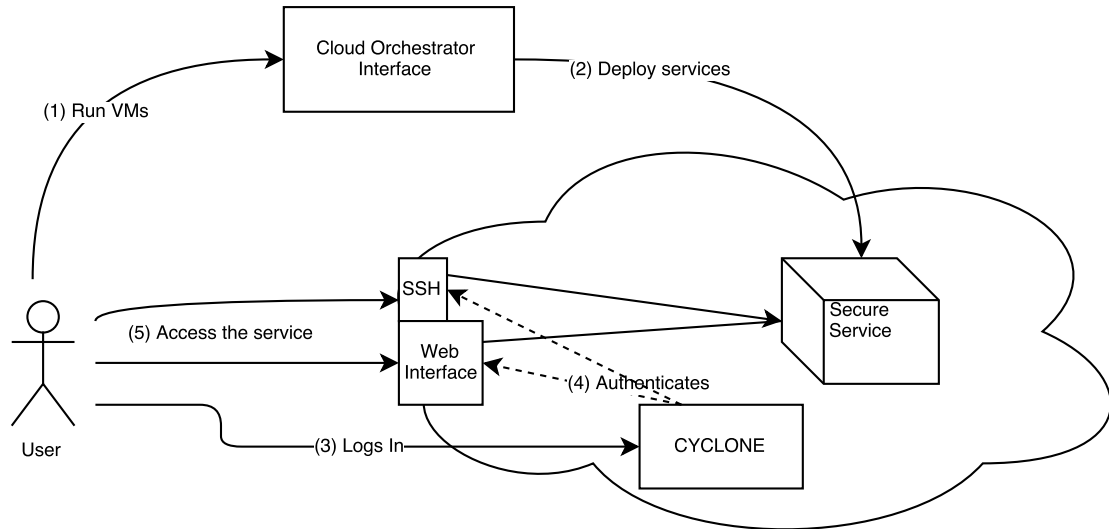 Cloud Orchestrator
Interface
(2) Deploy services
(1) Run VMs
SSH
Secure
Service
(5) Access the service
Web
Interface
(4) Authenticates
User
(3) Logs In
CYCLONE